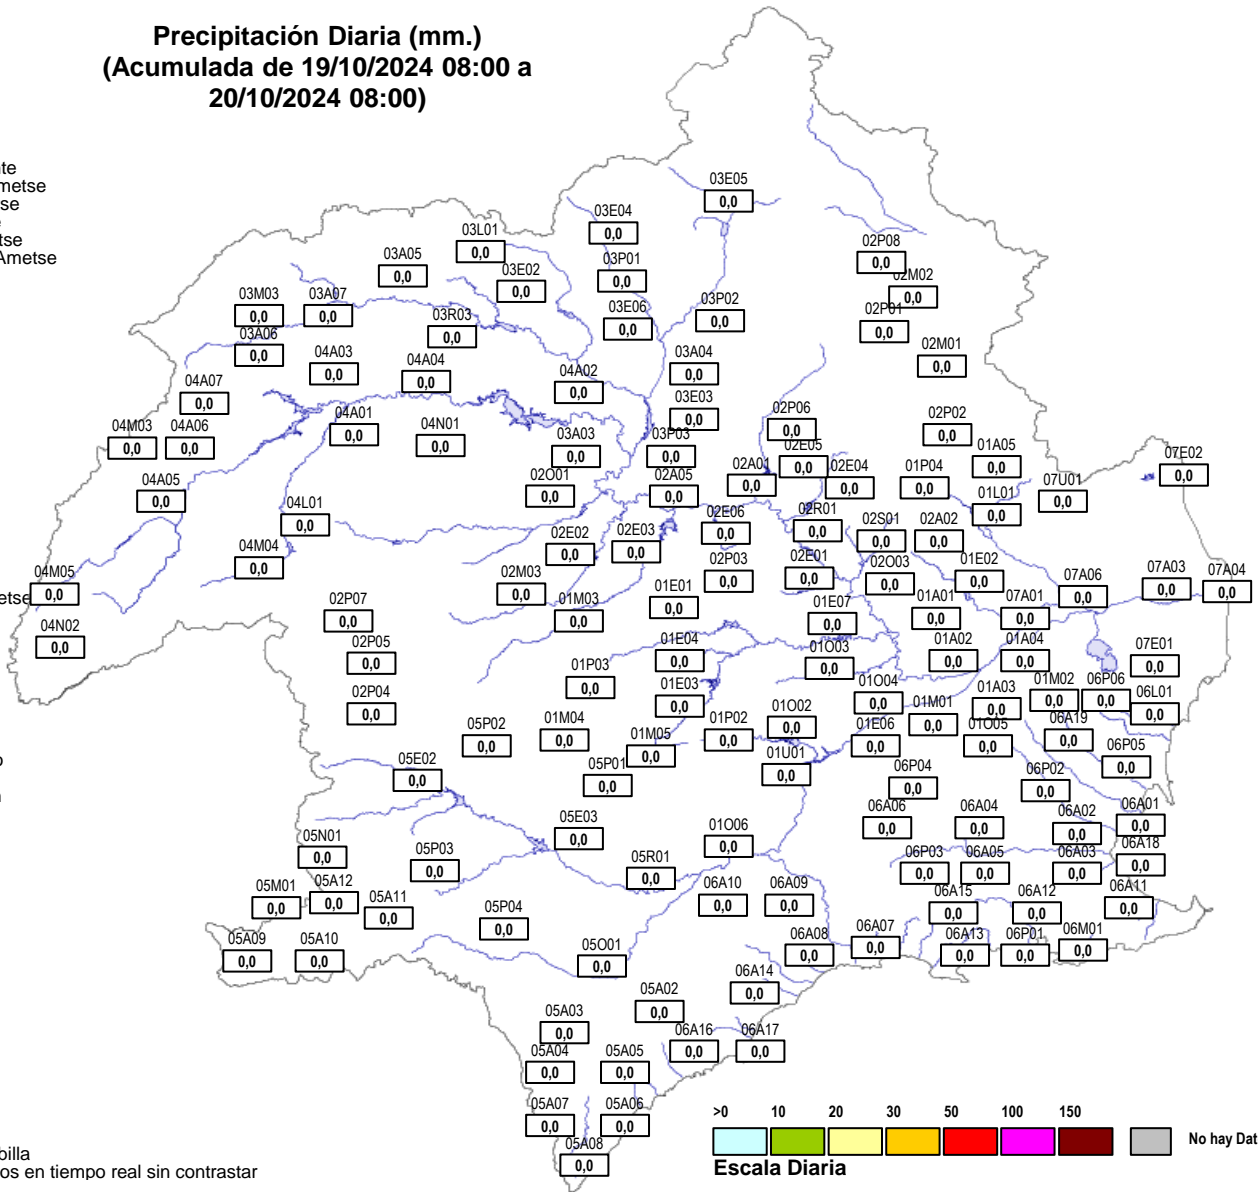 Precipitación Diaria (mm.)
(Acumulada de 19/10/2024 08:00 a
20/10/2024 08:00)
03E05
0,0
03E04
0,0
03L01
0,0
03A05
0,0
03P01
0,0
03E02
0,0
02P08
0,0
02M02
0,0
03M03
0,0
03A07
0,0
03P02
0,0
03E06
0,0
03R03
0,0
02P01
0,0
03A06
0,0
04A03
0,0
04A04
0,0
03A04
0,0
02M01
0,0
04A02
0,0
04A07
0,0
03E03
0,0
04A01
0,0
02P06
0,0
02P02
0,0
04M03
0,0
04A06
0,0
04N01
0,0
03A03
0,0
03P03
0,0
02E05
0,0
01A05
0,0
07E02
0,0
02O01
0,0
02A05
0,0
02A01
0,0
02E04
0,0
01P04
0,0
07U01
0,0
04A05
0,0
01L01
0,0
04L01
0,0
02E06
0,0
02R01
0,0
02S01
0,0
02A02
0,0
02E02
0,0
02E03
0,0
04M04
0,0
02P03
0,0
02E01
0,0
02O03
0,0
01E02
0,0
07A03
0,0
07A04
0,0
04M05
0,0
02M03
0,0
07A06
0,0
01E01
0,0
01M03
0,0
02P07
0,0
01E07
0,0
01A01
0,0
07A01
0,0
04N02
0,0
02P05
0,0
01E04
0,0
01O03
0,0
01A02
0,0
01A04
0,0
07E01
0,0
01P03
0,0
01E03
0,0
01O04
0,0
01A03
0,0
01M02
0,0
06P06
0,0
06L01
0,0
02P04
0,0
01O02
0,0
01M01
0,0
05P02
0,0
01M04
0,0
01P02
0,0
01E06
0,0
01O05
0,0
06A19
0,0
01M05
0,0
05E02
0,0
05P01
0,0
01U01
0,0
06P04
0,0
06P02
0,0
06P05
0,0
05E03
0,0
01O06
0,0
06A06
0,0
06A04
0,0
06A02
0,0
06A01
0,0
05N01
0,0
05P03
0,0
05R01
0,0
06P03
0,0
06A05
0,0
06A03
0,0
06A18
0,0
05M01
0,0
05A12
0,0
05A11
0,0
06A10
0,0
06A09
0,0
06A15
0,0
06A12
0,0
06A11
0,0
05P04
0,0
05A09
0,0
05A10
0,0
05O01
0,0
06A08
0,0
06A07
0,0
06A13
0,0
06P01
0,0
06M01
0,0
06A14
0,0
05A02
0,0
05A03
0,0
06A16
0,0
06A17
0,0
05A04
0,0
05A05
0,0
05A07
0,0
05A06
0,0
05A08
0,0
>0 10 20 30 50 100 150
No hay Dat
Escala Diaria
billa
os en tiempo real sin contrastar